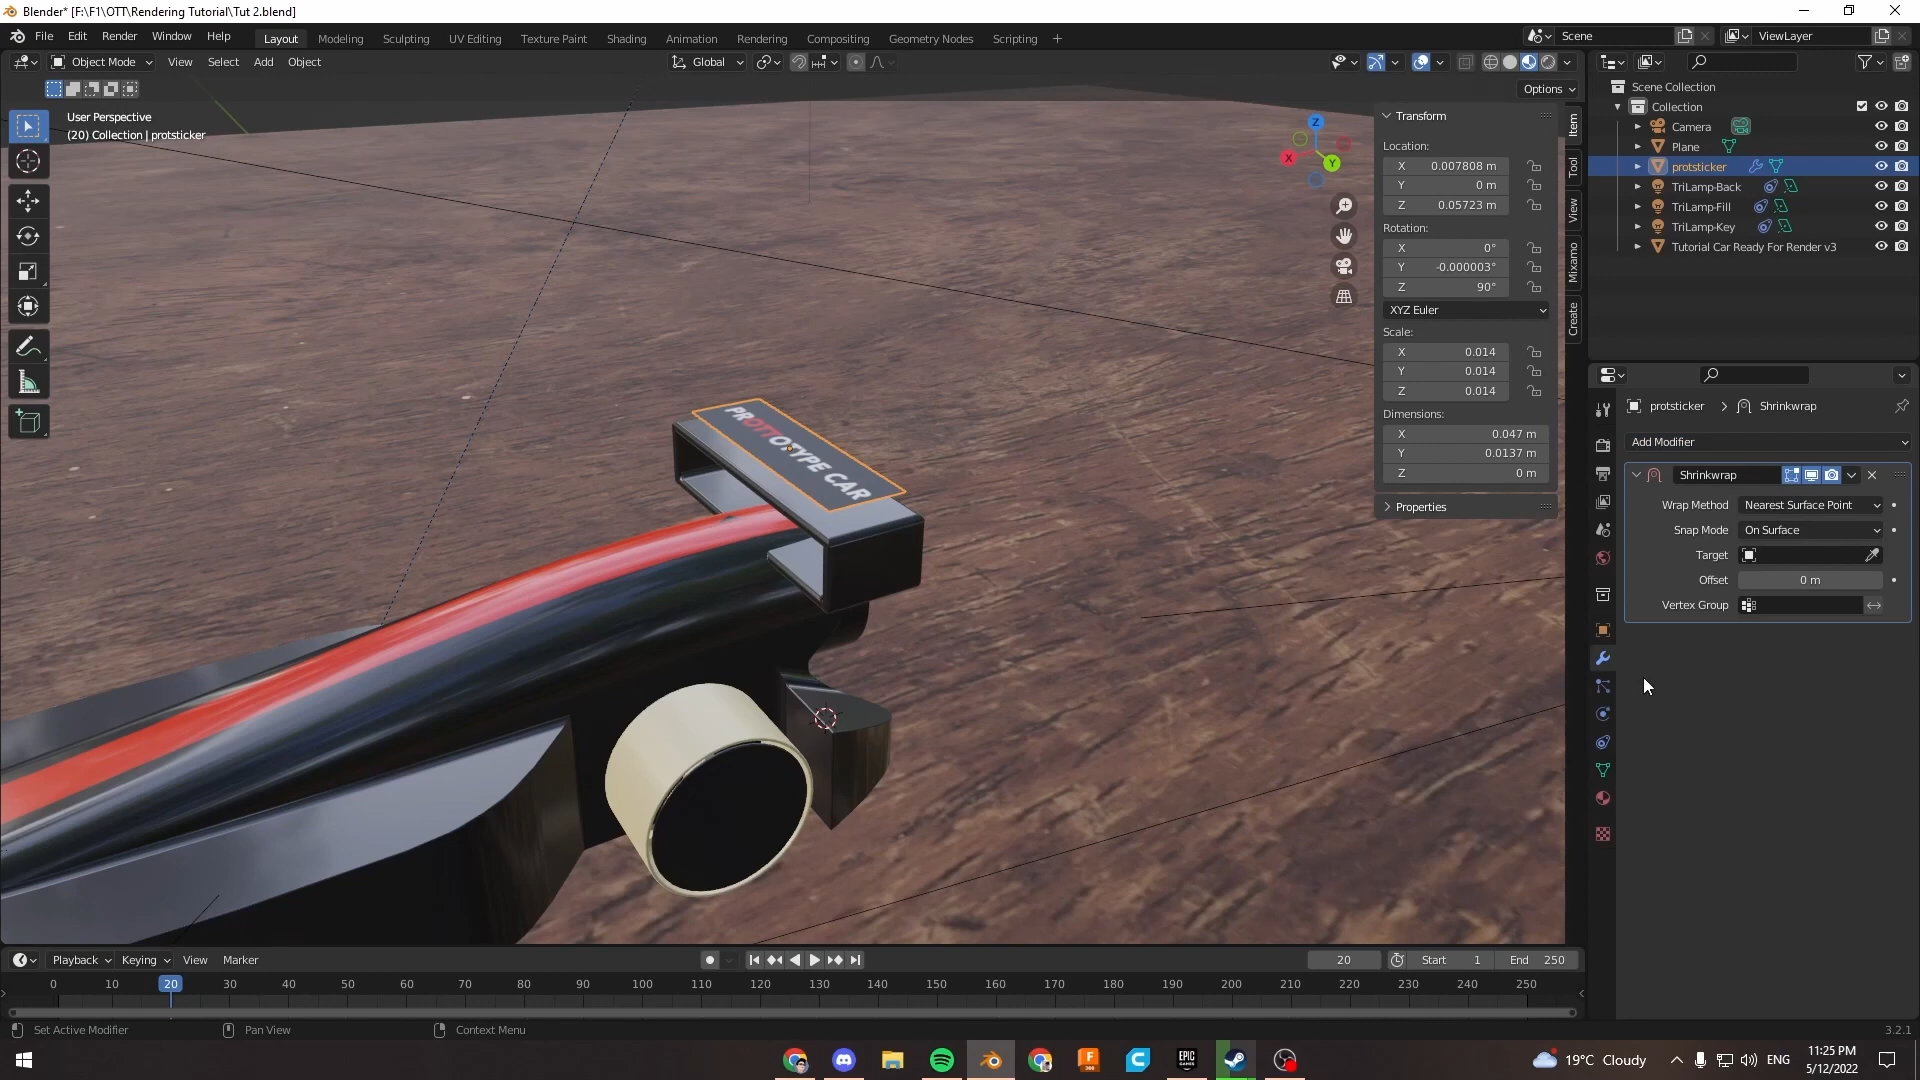 Blender* [F:\F1\OTT\Rendering Tutorial\Tut 2.blend]
File Edit Render Window Help Layout Modeling Sculpting UV Editing Texture Paint Shading Animation Rendering Compositing Geometry Nodes Scripting + Scene ViewLayer
Object Mode View Select Add Object Global
Options
User Perspective
(20) Collection | protsticker
Z
X
Y
Transform
Location:
X 0.007808 m
Y 0 m
Z 0.05723 m
Rotation:
X 0°
Y -0.000003°
Z 90°
XYZ Euler
Scale:
X 0.014
Y 0.014
Z 0.014
Dimensions:
X 0.047 m
Y 0.0137 m
Z 0 m
Properties
Item
Tool
View
Mixamo
Create
PROTTOTYPE CAR
Scene Collection
Collection
Camera
Plane
protsticker
TriLamp-Back
TriLamp-Fill
TriLamp-Key
Tutorial Car Ready For Render v3
protsticker > Shrinkwrap
Add Modifier
Shrinkwrap
Wrap Method Nearest Surface Point
Snap Mode On Surface
Target
Offset 0 m
Vertex Group
Playback Keying View Marker 20 Start 1 End 250
0 10 20 30 40 50 60 70 80 90 100 110 120 130 140 150 160 170 180 190 200 210 220 230 240 250
Set Active Modifier Pan View Context Menu 3.2.1
EPIC GAMES
F 360
19°C Cloudy ENG 11:25 PM
5/12/2022